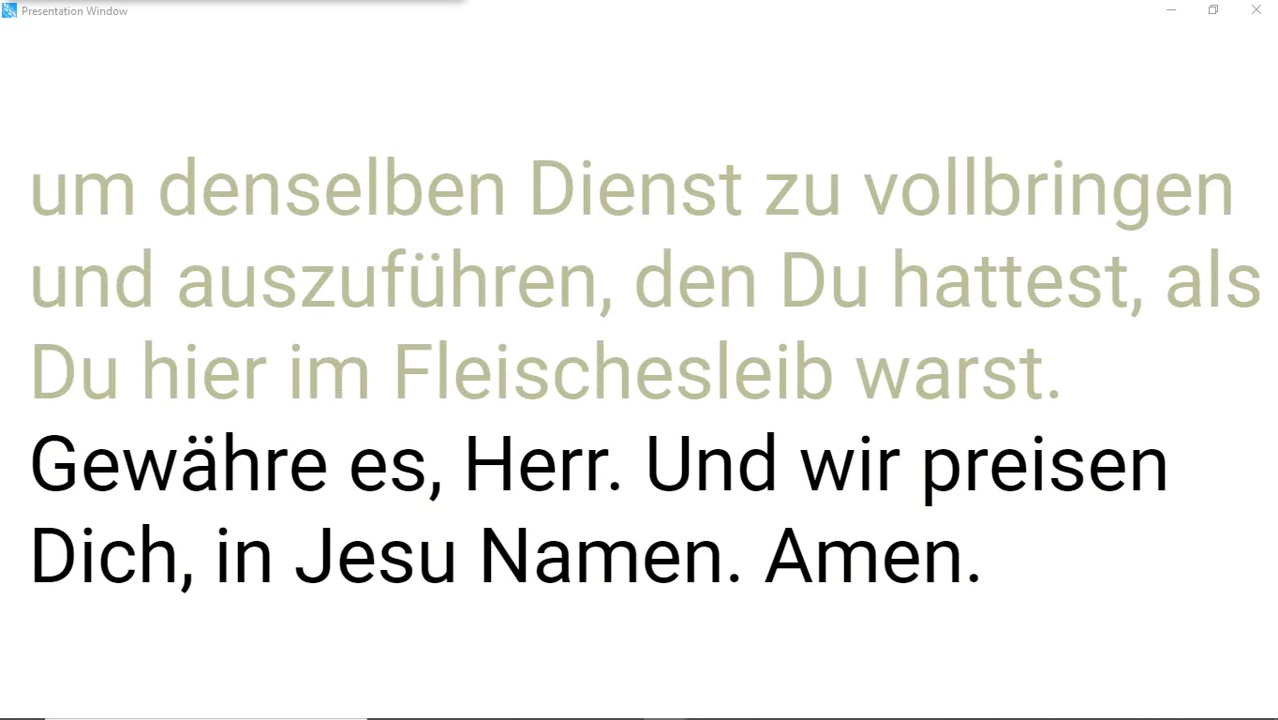 Presentation Window
um denselben Dienst zu vollbringen
und auszuführen, den Du hattest, als
Du hier im Fleischesleib warst.
Gewähre es, Herr. Und wir preisen
Dich, in Jesu Namen. Amen.